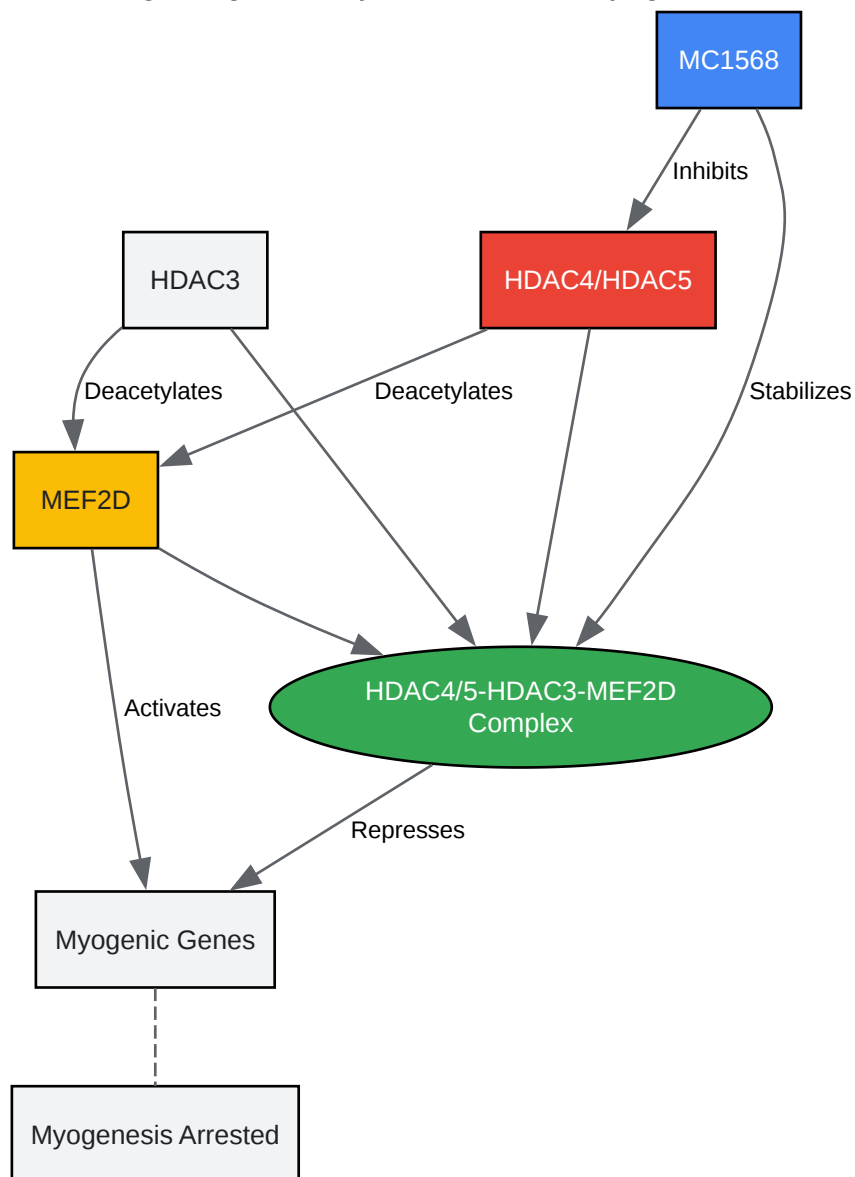 MC1568
Inhibits
HDAC3
HDAC4/HDAC5
Deacetylates
Deacetylates
Stabilizes
MEF2D
HDAC4/5-HDAC3-MEF2D
Complex
Activates
Represses
Myogenic Genes
Myogenesis Arrested